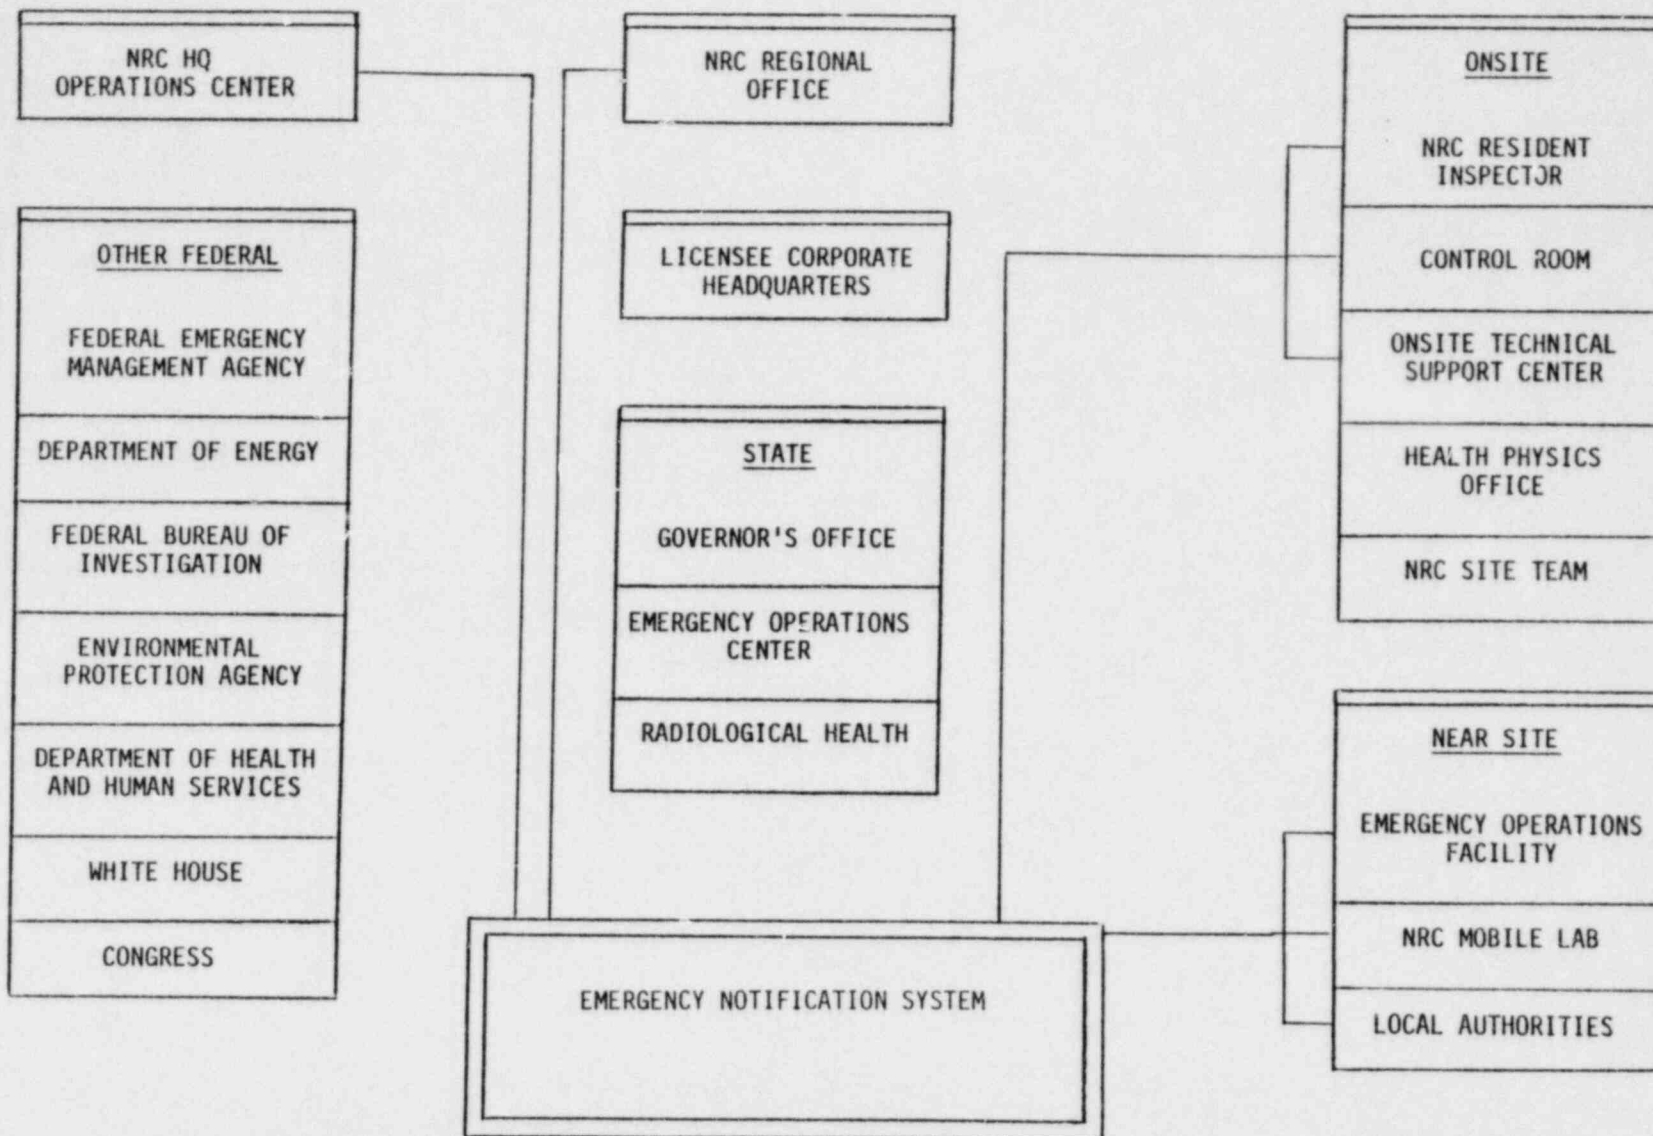 NRC HQ
OPERATIONS CENTER
NRC REGIONAL
OFFICE
OTHER FEDERAL
FEDERAL EMERGENCY
MANAGEMENT AGENCY
DEPARTMENT OF ENERGY
FEDERAL BUREAU OF
INVESTIGATION
ENVIRONMENTAL
PROTECTION AGENCY
DEPARTMENT OF HEALTH
AND HUMAN SERVICES
WHITE HOUSE
CONGRESS
LICENSEE CORPORATE
HEADQUARTERS
STATE
GOVERNOR'S OFFICE
EMERGENCY OPERATIONS
CENTER
RADIOLOGICAL HEALTH
ONSITE
NRC RESIDENT
INSPECTOR
CONTROL ROOM
ONSITE TECHNICAL
SUPPORT CENTER
HEALTH PHYSICS
OFFICE
NRC SITE TEAM
NEAR SITE
EMERGENCY OPERATIONS
FACILITY
NRC MOBILE LAB
LOCAL AUTHORITIES
EMERGENCY NOTIFICATION SYSTEM